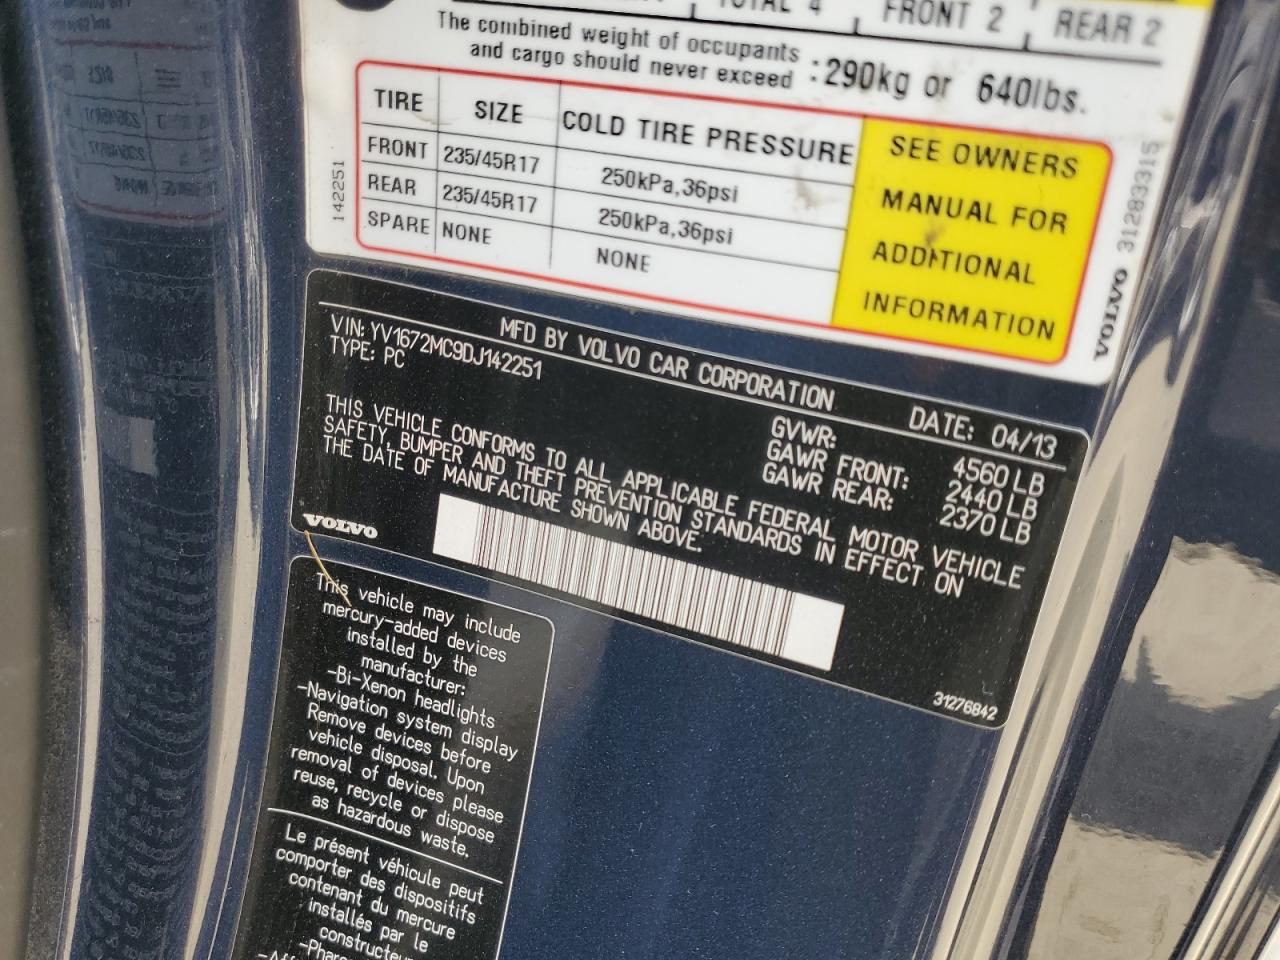 TOTAL 4 FRONT 2 REAR 2
The combined weight of occupants
and cargo should never exceed : 290kg or 640lbs.
TIRE SIZE COLD TIRE PRESSURE
FRONT 235/45R17 250kPa,36psi
REAR 235/45R17 250kPa,36psi
SPARE NONE NONE
SEE OWNERS
MANUAL FOR
ADDITIONAL
INFORMATION
142251
VOLVO 31283315
MFD BY VOLVO CAR CORPORATION DATE: 04/13
VIN: YV1672MC9DJ142251
TYPE: PC
GVWR: 4560 LB
GAWR FRONT: 2440 LB
GAWR REAR: 2370 LB
THIS VEHICLE CONFORMS TO ALL APPLICABLE FEDERAL MOTOR VEHICLE
SAFETY, BUMPER AND THEFT PREVENTION STANDARDS IN EFFECT ON
THE DATE OF MANUFACTURE SHOWN ABOVE.
VOLVO
31276842
This vehicle may include
mercury-added devices
installed by the
manufacturer:
-Bi-Xenon headlights
-Navigation system display
Remove devices before
vehicle disposal. Upon
removal of devices please
reuse, recycle or dispose
as hazardous waste.
Le présent véhicule peut
comporter des dispositifs
contenant du mercure
installés par le